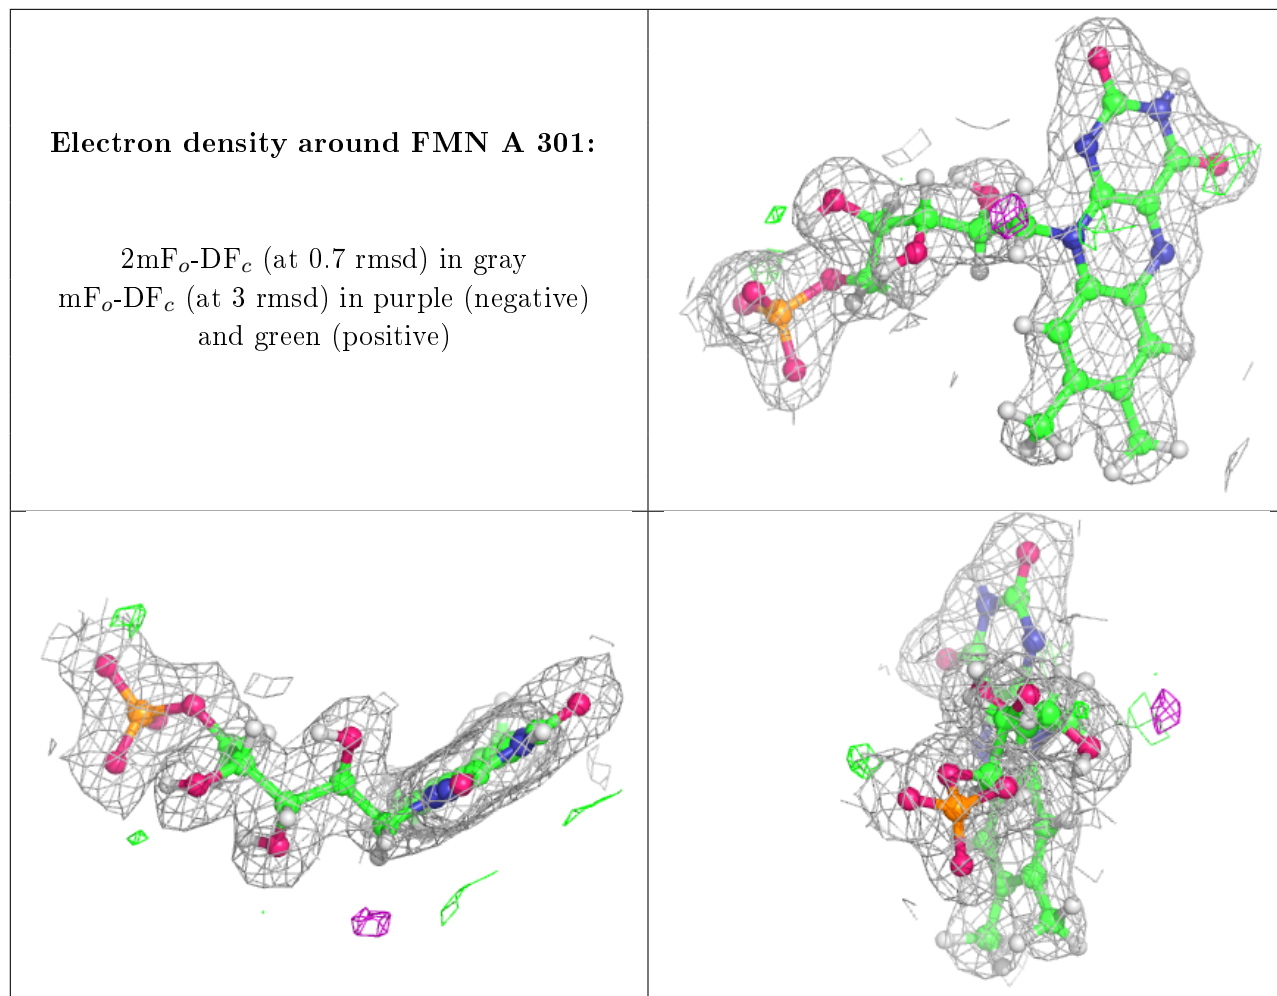 Electron density around FMN A 301:
2mFo-DFc (at 0.7 rmsd) in gray
mFo-DFc (at 3 rmsd) in purple (negative)
and green (positive)